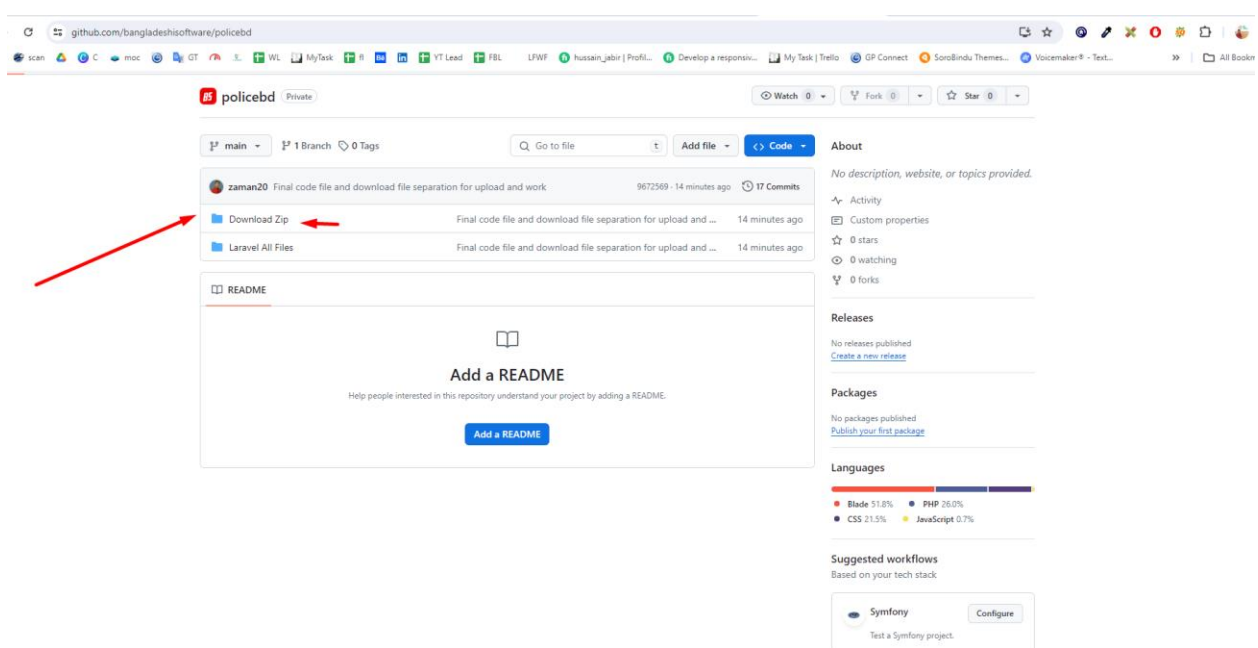 github.com/bangladeshisoftware/policebd
scan C moc GT WL MyTask fl YT Lead FBL LFWF hussain_jabir | Profil... Develop a responsiv... My Task | Trello GP Connect SoroBindu Themes... Voicemaker® - Text... » All Bookm
policebd Private Watch 0 Fork 0 Star 0
main 1 Branch 0 Tags Go to file t Add file <> Code
zaman20 Final code file and download file separation for upload and work 9672569 · 14 minutes ago 17 Commits
Download Zip Final code file and download file separation for upload and ... 14 minutes ago
Laravel All Files Final code file and download file separation for upload and ... 14 minutes ago
README
Add a README
Help people interested in this repository understand your project by adding a README.
Add a README
About
No description, website, or topics provided.
Activity
Custom properties
0 stars
0 watching
0 forks
Releases
No releases published
Create a new release
Packages
No packages published
Publish your first package
Languages
Blade 51.8% PHP 26.0%
CSS 21.5% JavaScript 0.7%
Suggested workflows
Based on your tech stack
Symfony Configure
Test a Symfony project.